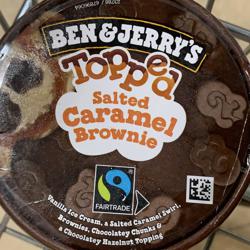 BEN & JERRY'S
Topped
Salted
Caramel
Brownie
FAIRTRADE
Vanilla Ice Cream, a Salted Caramel Swirl,
Brownies, Chocolatey Chunks &
a Chocolatey Hazelnut Topping